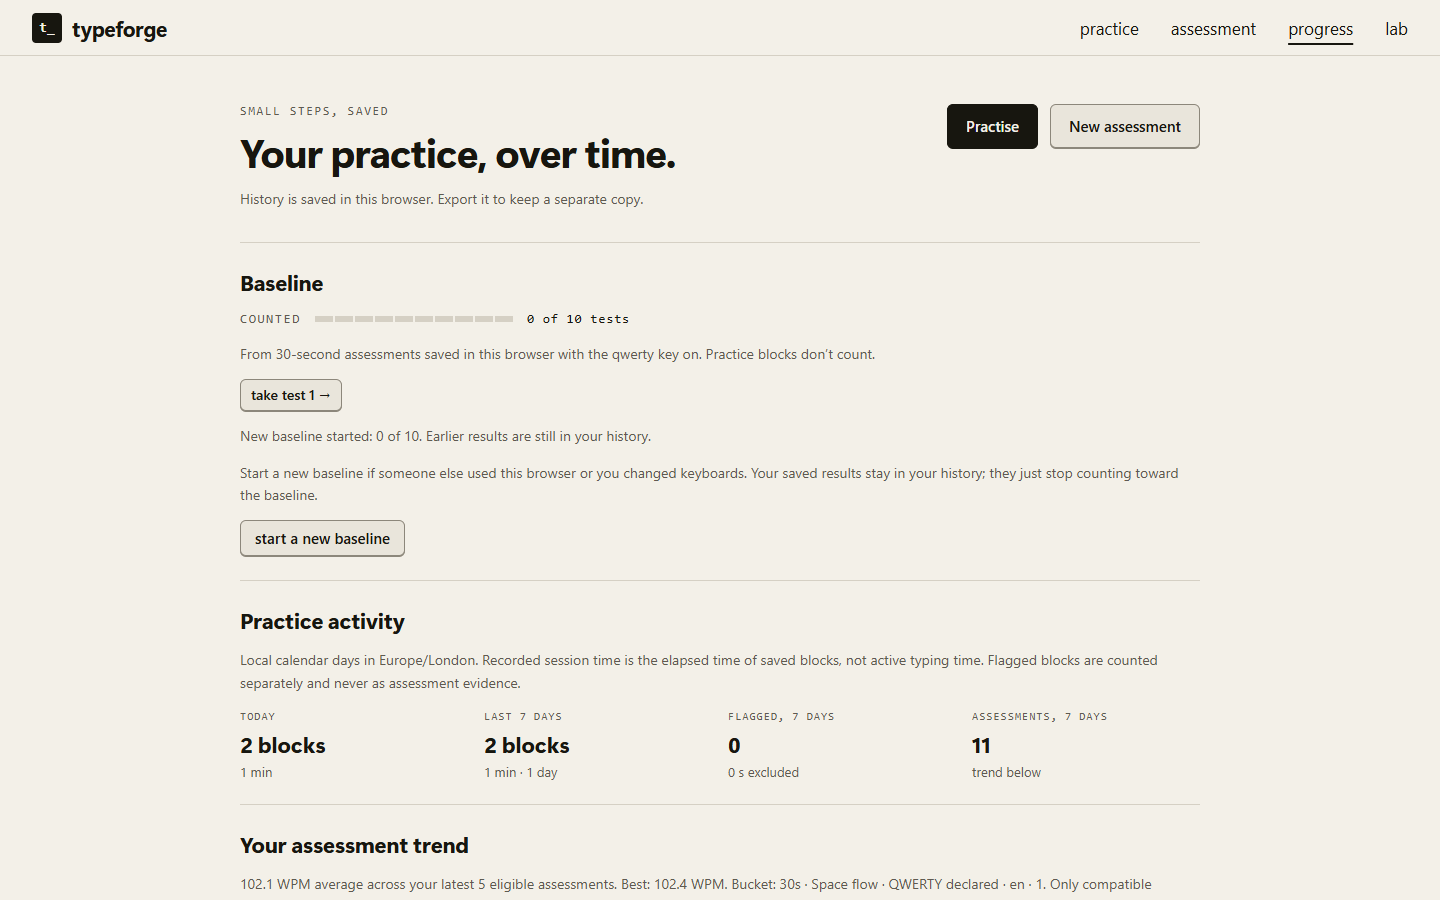 t_ typeforge
practice assessment progress lab
SMALL STEPS, SAVED
Your practice, over time.
Practise New assessment
History is saved in this browser. Export it to keep a separate copy.
Baseline
COUNTED 0 of 10 tests
From 30-second assessments saved in this browser with the qwerty key on. Practice blocks don't count.
take test 1 →
New baseline started: 0 of 10. Earlier results are still in your history.
Start a new baseline if someone else used this browser or you changed keyboards. Your saved results stay in your history; they just stop counting toward
the baseline.
start a new baseline
Practice activity
Local calendar days in Europe/London. Recorded session time is the elapsed time of saved blocks, not active typing time. Flagged blocks are counted
separately and never as assessment evidence.
TODAY LAST 7 DAYS FLAGGED, 7 DAYS ASSESSMENTS, 7 DAYS
2 blocks 2 blocks 0 11
1 min 1 min · 1 day 0 s excluded trend below
Your assessment trend
102.1 WPM average across your latest 5 eligible assessments. Best: 102.4 WPM. Bucket: 30s · Space flow · QWERTY declared · en · 1. Only compatible